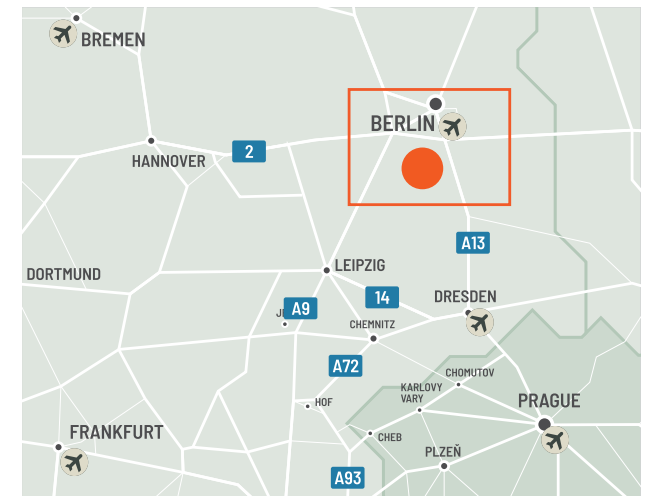 BREMEN
BERLIN
HANNOVER
2
A13
LEIPZIG
DORTMUND
14
DRESDEN
A9
CHEMNITZ
A72
CHOMUTOV
KARLOVY
VARY
PRAGUE
HOF
FRANKFURT
CHEB
PLZEŇ
A93